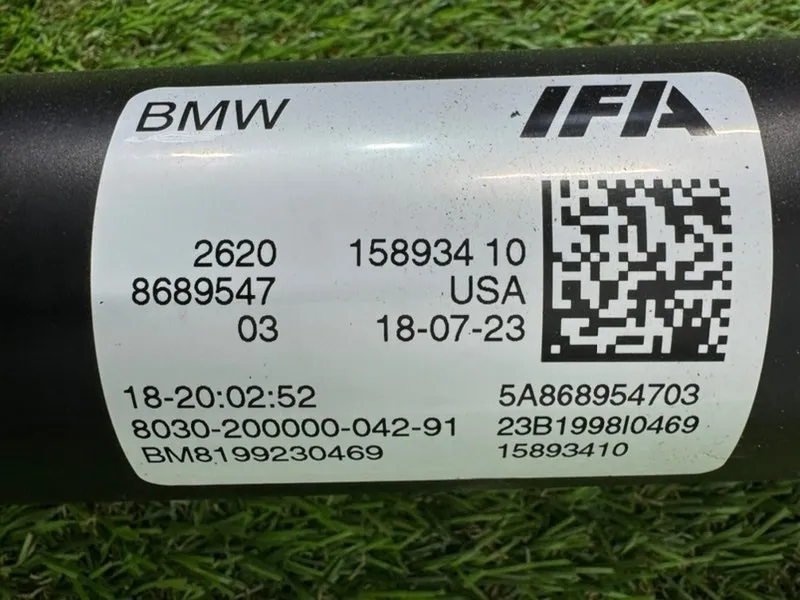 BMW IFA
2620 158934 10
8689547 USA
03 18-07-23
18-20:02:52 5A868954703
8030-200000-042-91 23B1998I0469
BM8199230469 15893410